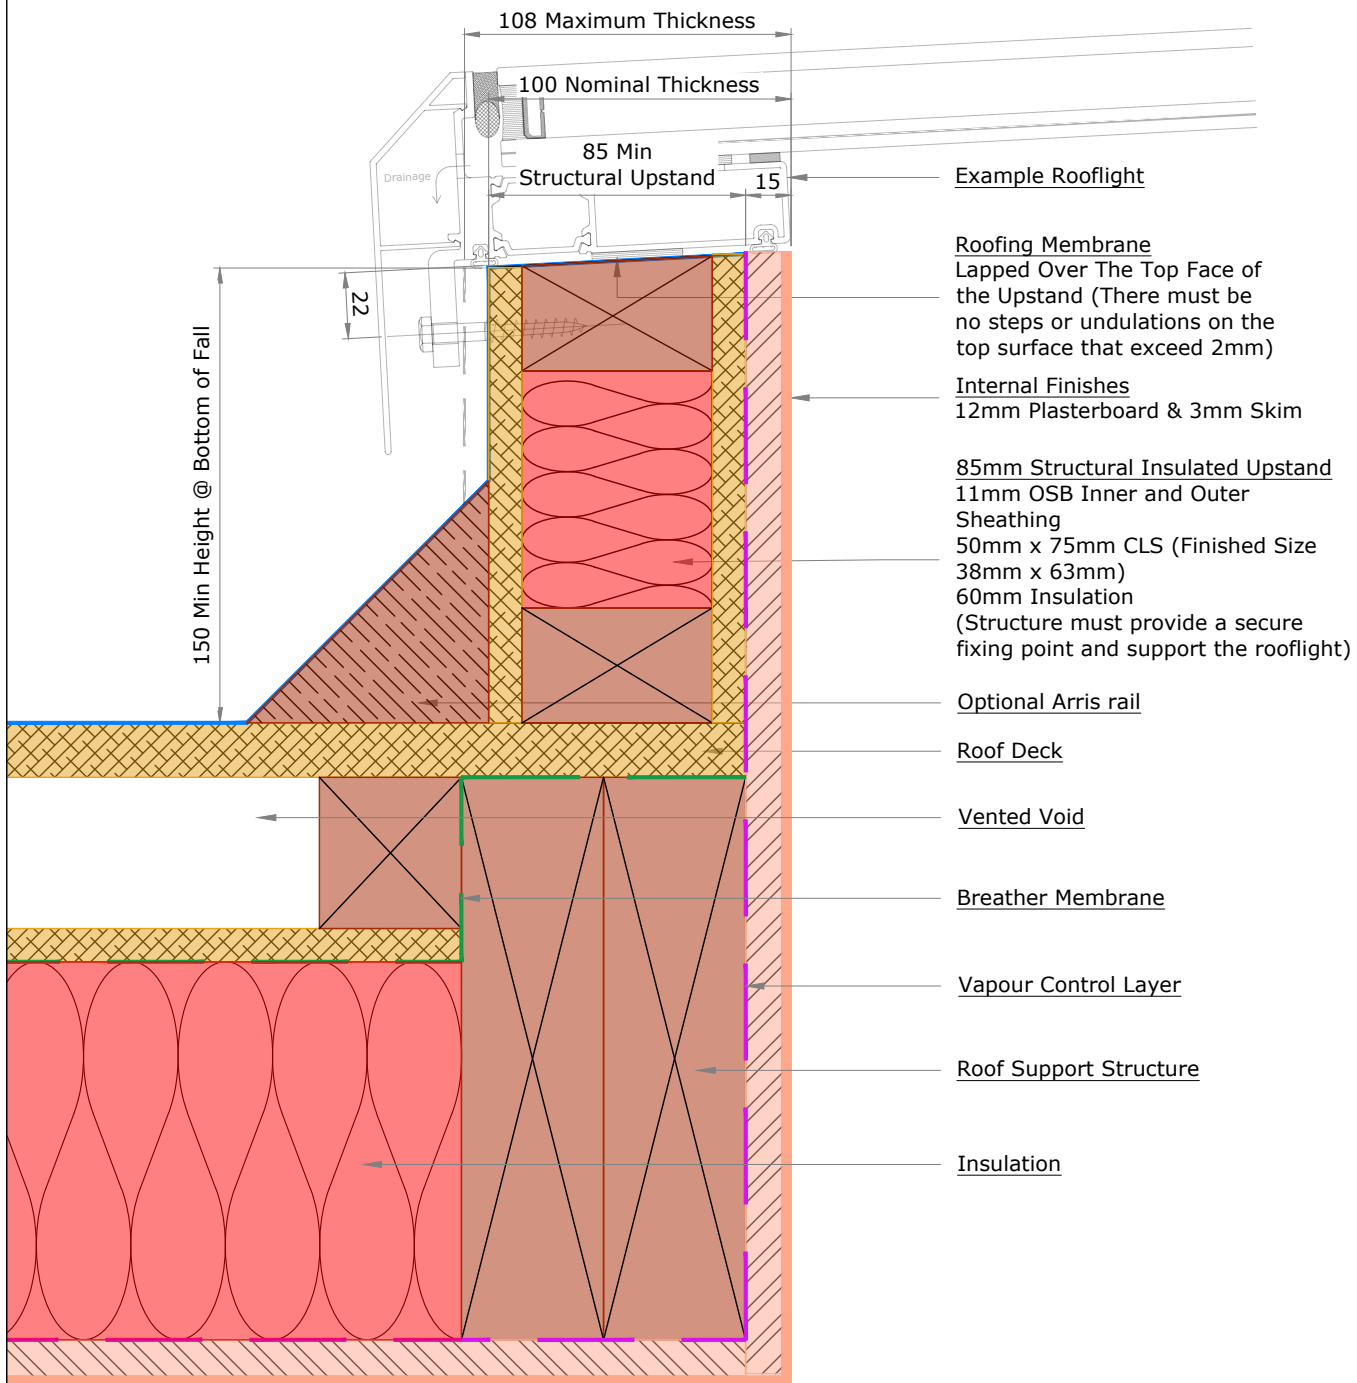 108 Maximum Thickness
100 Nominal Thickness
85 Min
Structural Upstand
15
Drainage
22
150 Min Height @ Bottom of Fall
Example Rooflight
Roofing Membrane
Lapped Over The Top Face of
the Upstand (There must be
no steps or undulations on the
top surface that exceed 2mm)
Internal Finishes
12mm Plasterboard & 3mm Skim
85mm Structural Insulated Upstand
11mm OSB Inner and Outer
Sheathing
50mm x 75mm CLS (Finished Size
38mm x 63mm)
60mm Insulation
(Structure must provide a secure
fixing point and support the rooflight)
Optional Arris rail
Roof Deck
Vented Void
Breather Membrane
Vapour Control Layer
Roof Support Structure
Insulation